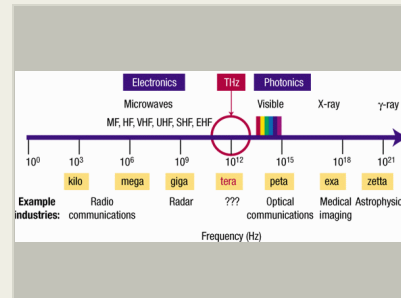 Electronics THz Photonics
Microwaves Visible X-ray γ-ray
MF, HF, VHF, UHF, SHF, EHF
10⁰ 10³ 10⁶ 10⁹ 10¹² 10¹⁵ 10¹⁸ 10²¹
kilo mega giga tera peta exa zetta
Example Radio Radar ??? Optical Medical Astrophysic
industries: communications communications imaging
Frequency (Hz)